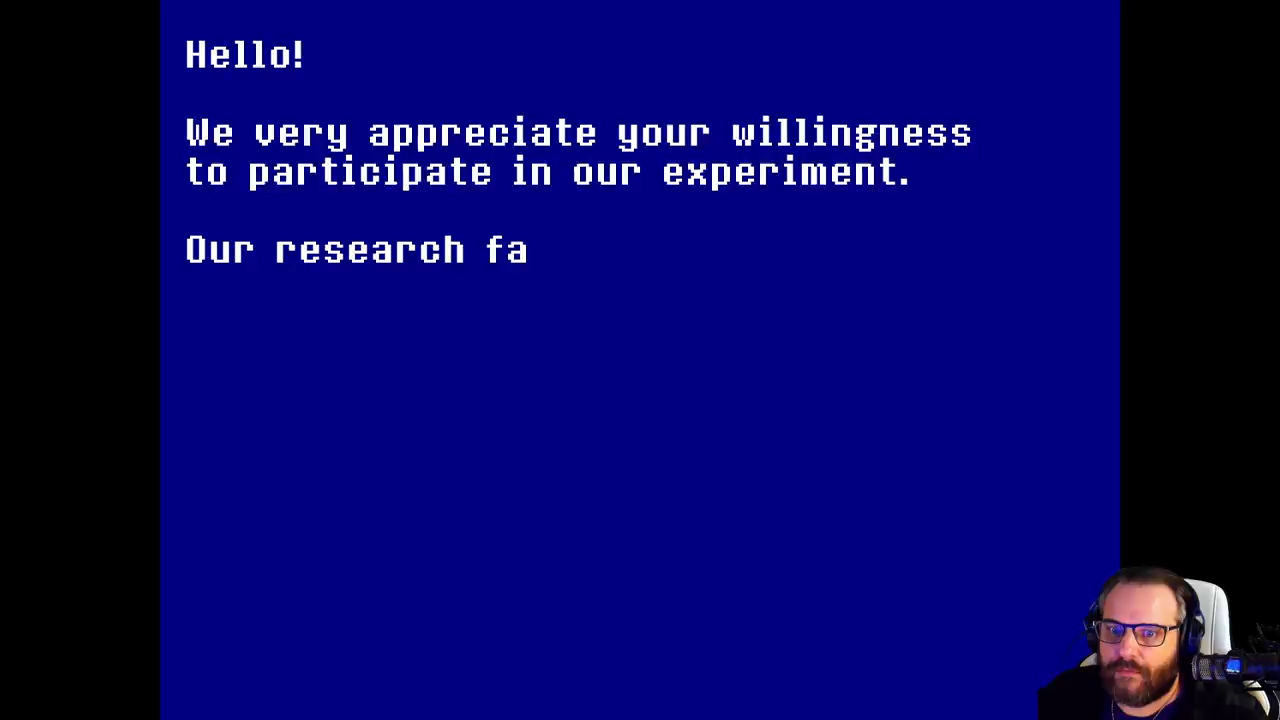 Hello!
We very appreciate your willingness
to participate in our experiment.
Our research fa